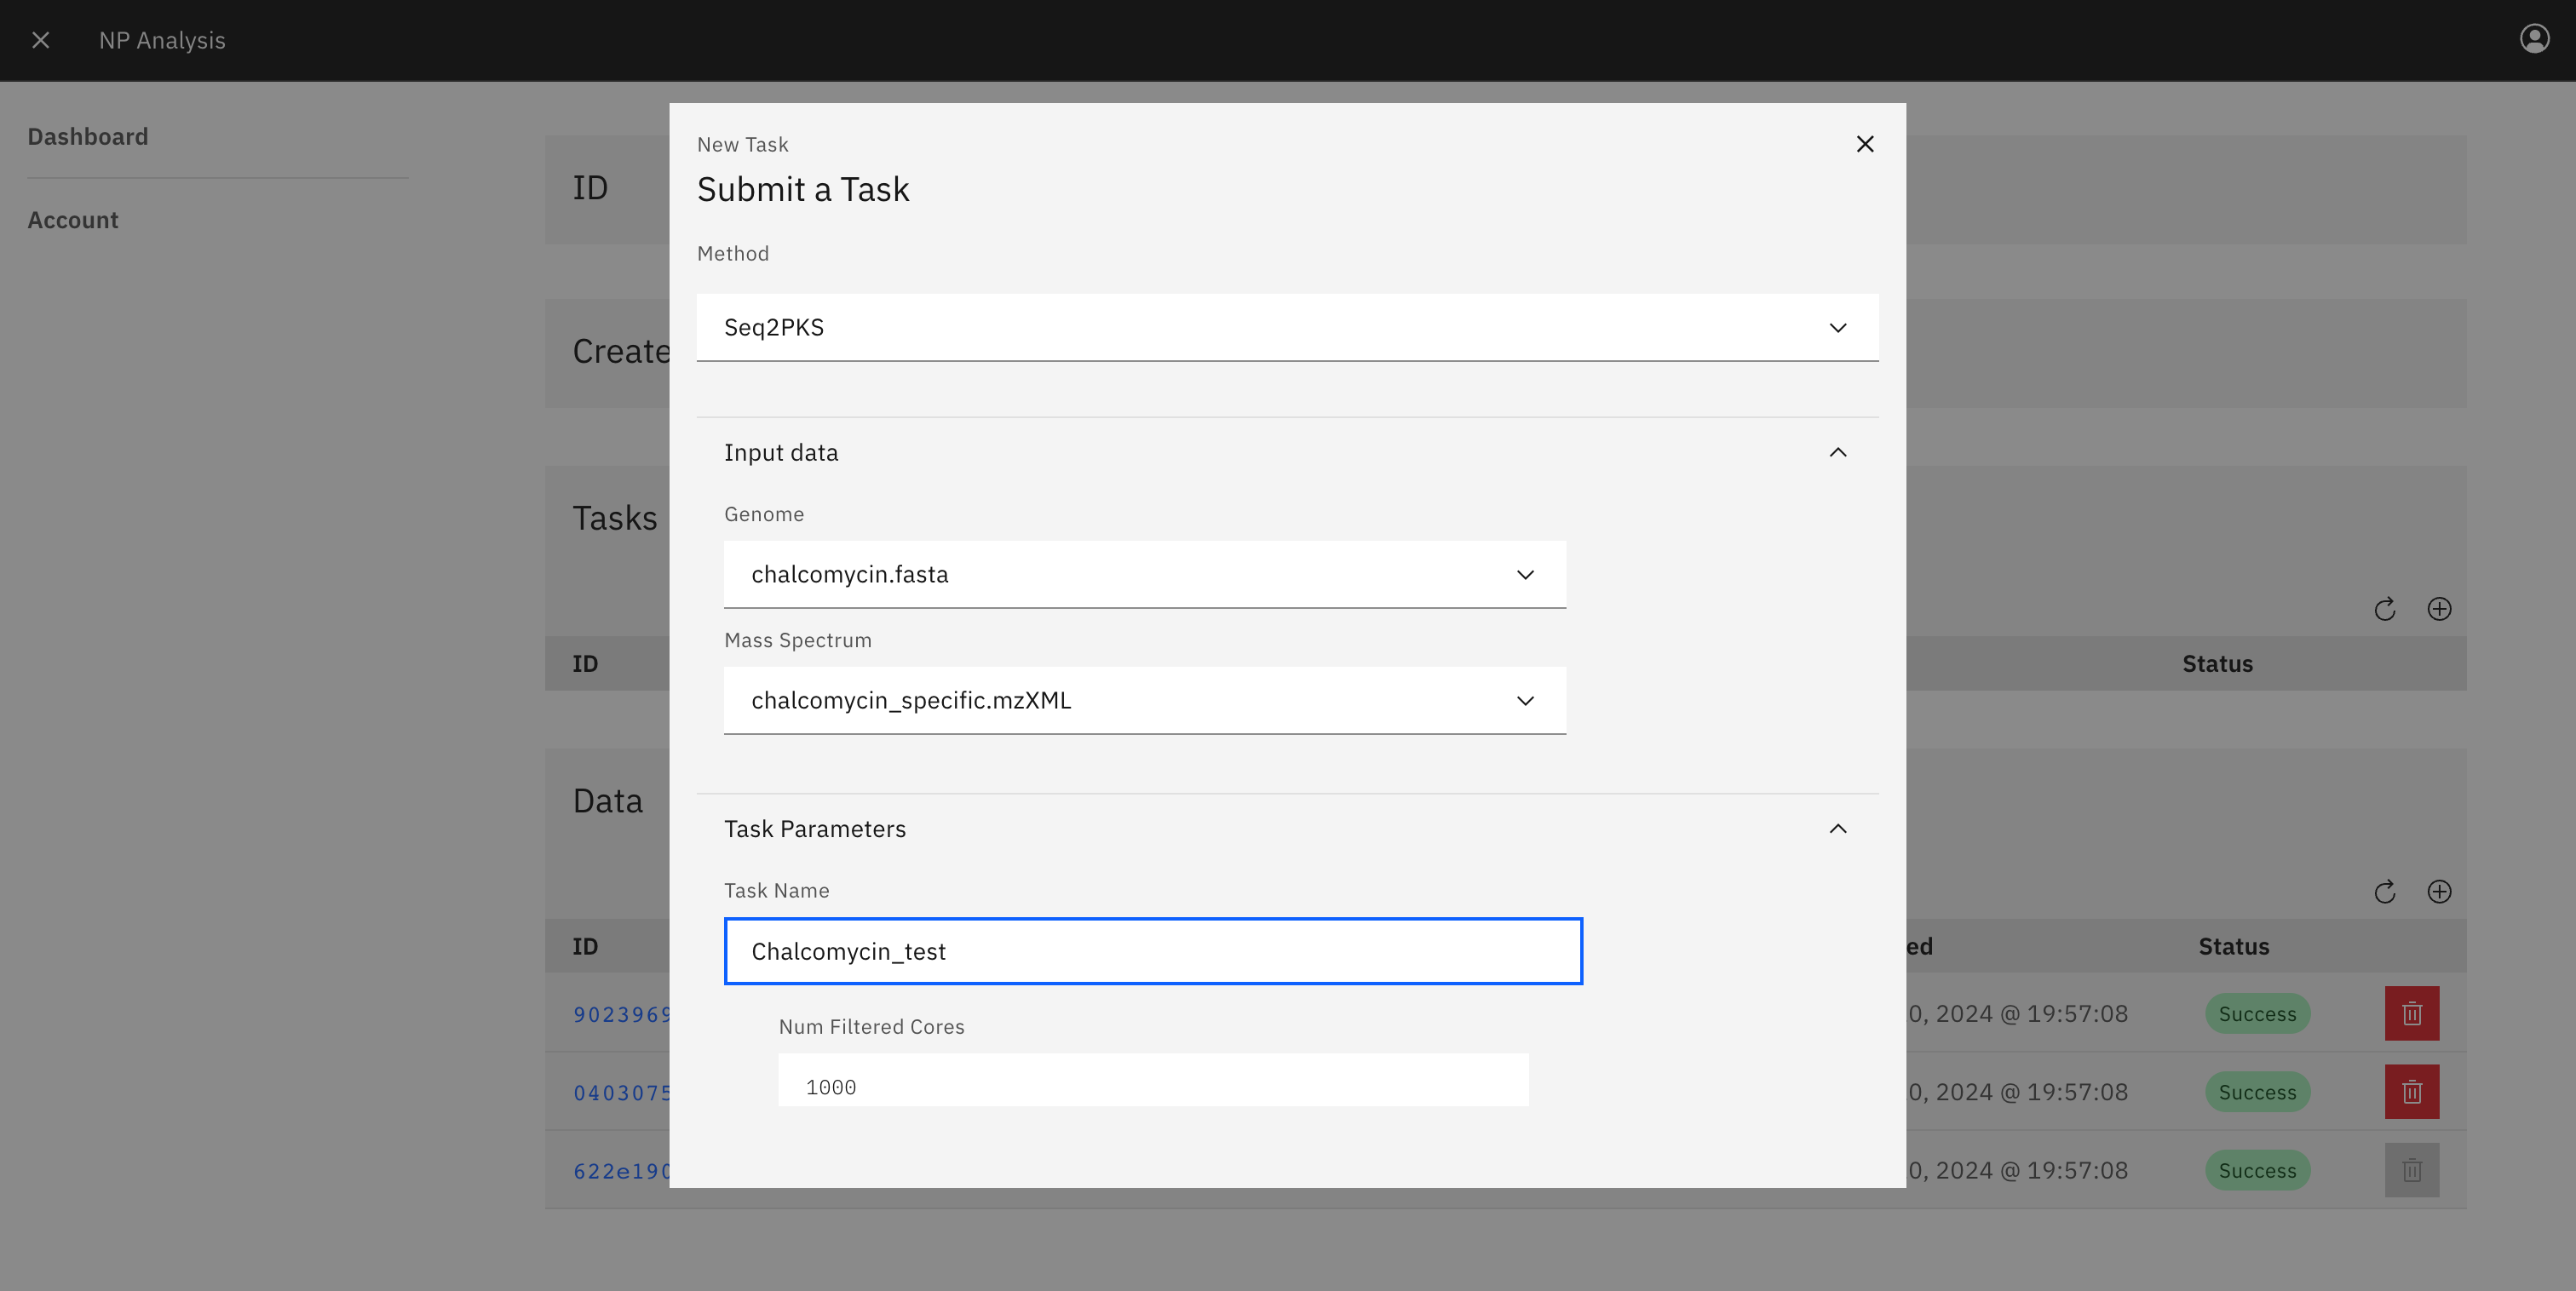 NP Analysis
Dashboard
Account
New Task
Submit a Task
Method
Seq2PKS
Input data
Genome
chalcomycin.fasta
Mass Spectrum
chalcomycin_specific.mzXML
Task Parameters
Task Name
Chalcomycin_test
Num Filtered Cores
1000
ID
Create
Tasks
ID Status
Data
ID ed Status
9023969 0, 2024 @ 19:57:08 Success
0403075 0, 2024 @ 19:57:08 Success
622e190 0, 2024 @ 19:57:08 Success